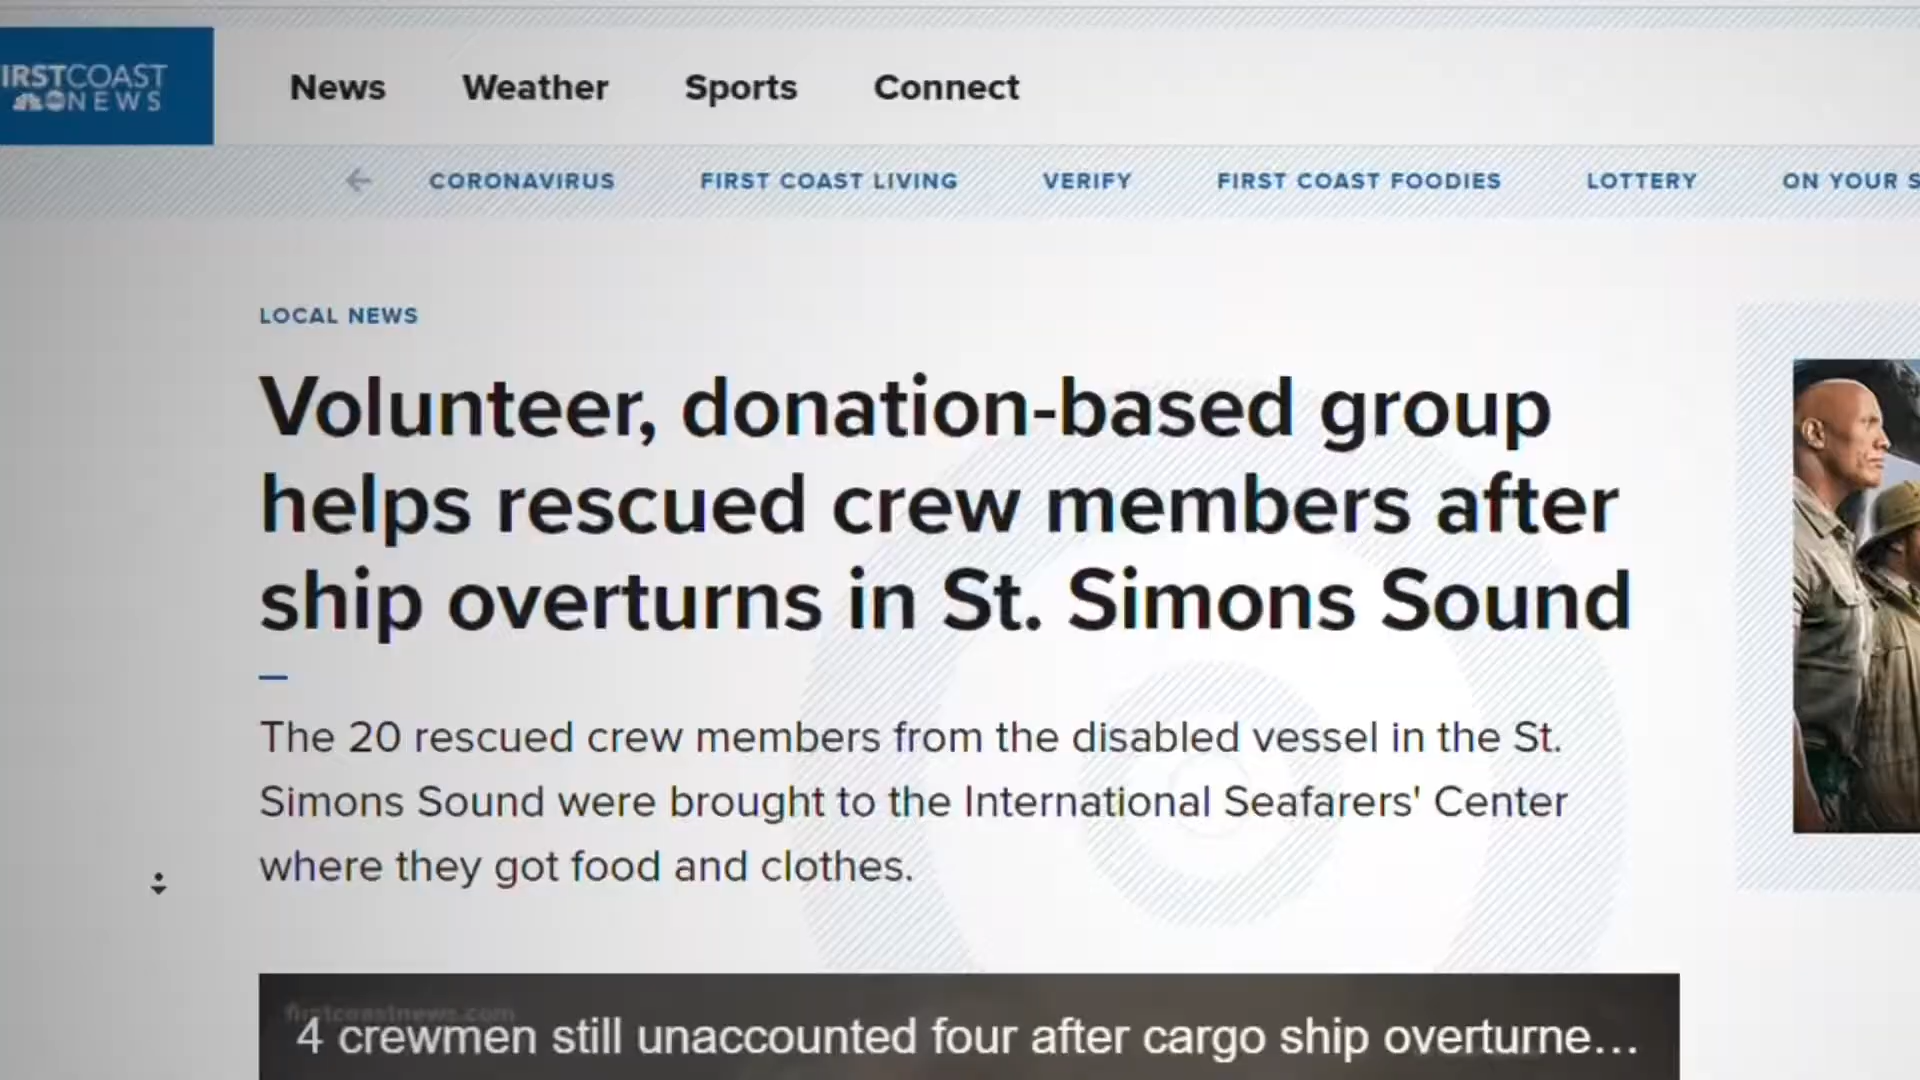 IRSTCOAST
NEWS
News Weather Sports Connect
CORONAVIRUS FIRST COAST LIVING VERIFY FIRST COAST FOODIES LOTTERY ON YOUR S
LOCAL NEWS
Volunteer, donation-based group
helps rescued crew members after
ship overturns in St. Simons Sound
The 20 rescued crew members from the disabled vessel in the St.
Simons Sound were brought to the International Seafarers' Center
where they got food and clothes.
firstcoastnews.com
4 crewmen still unaccounted four after cargo ship overturne...